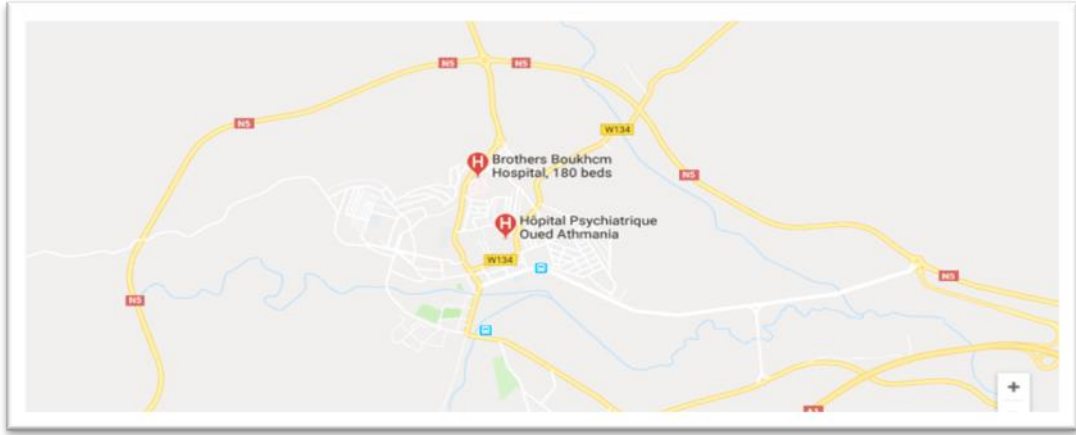 N5
N5
N5
W134
Brothers Boukhcm
Hospital, 180 beds
N5
Hôpital Psychiatrique
Oued Athmania
W134
N5
N5
+